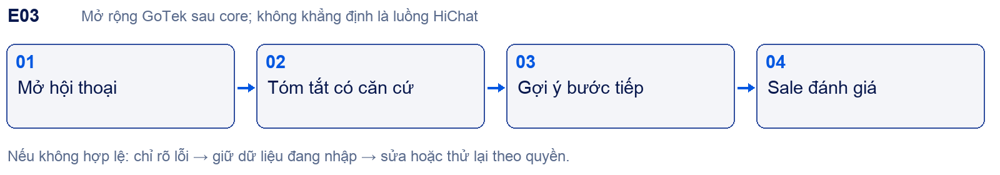 E03 Mở rộng GoTek sau core; không khẳng định là luồng HiChat
01
Mở hội thoại
02
Tóm tắt có căn cứ
03
Gợi ý bước tiếp
04
Sale đánh giá
Nếu không hợp lệ: chỉ rõ lỗi → giữ dữ liệu đang nhập → sửa hoặc thử lại theo quyền.